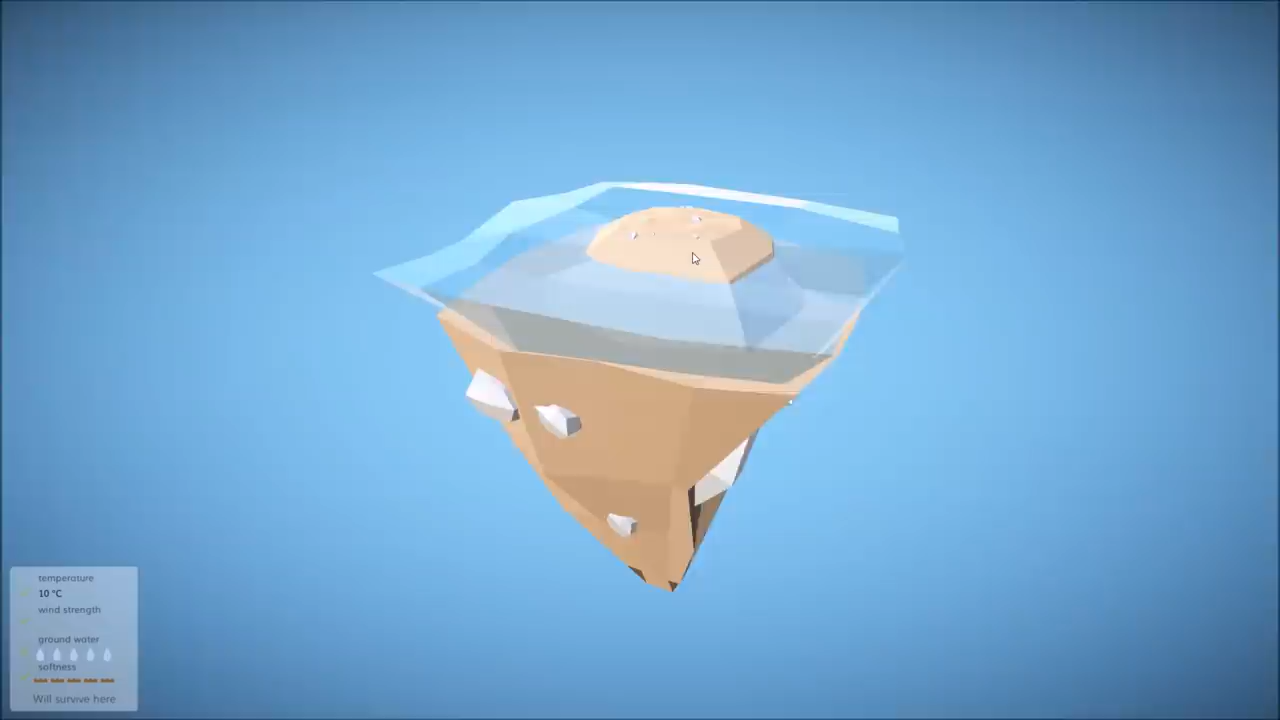 temperature
10 °C
wind strength
ground water
softness
Will survive here